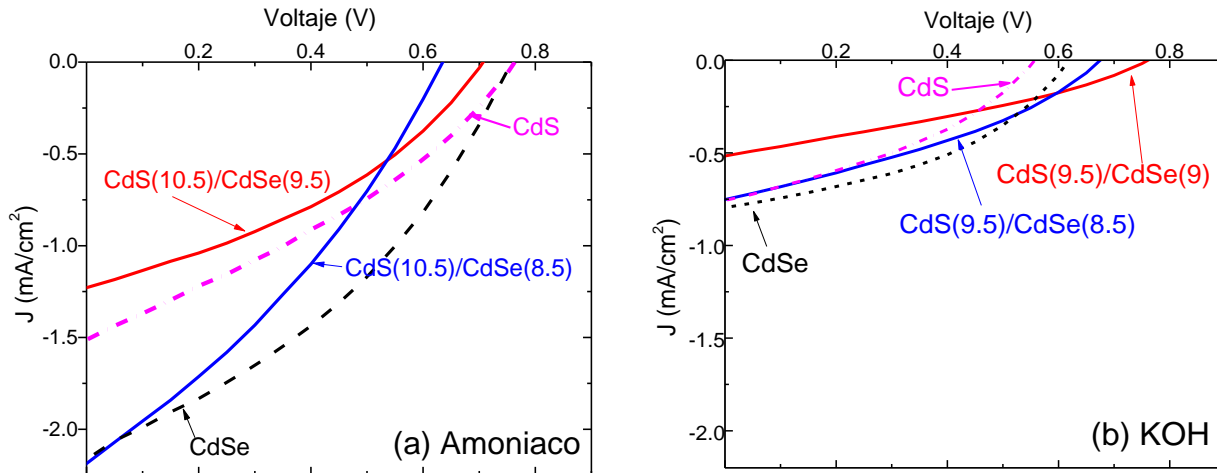 Voltaje (V)
0.2 0.4 0.6 0.8
0.0
-0.5
-1.0
-1.5
-2.0
J (mA/cm²)
CdS
CdS(10.5)/CdSe(9.5)
CdS(10.5)/CdSe(8.5)
CdSe
(a) Amoniaco
Voltaje (V)
0.2 0.4 0.6 0.8
0.0
-0.5
-1.0
-1.5
-2.0
J (mA/cm²)
CdS
CdS(9.5)/CdSe(9)
CdS(9.5)/CdSe(8.5)
CdSe
(b) KOH